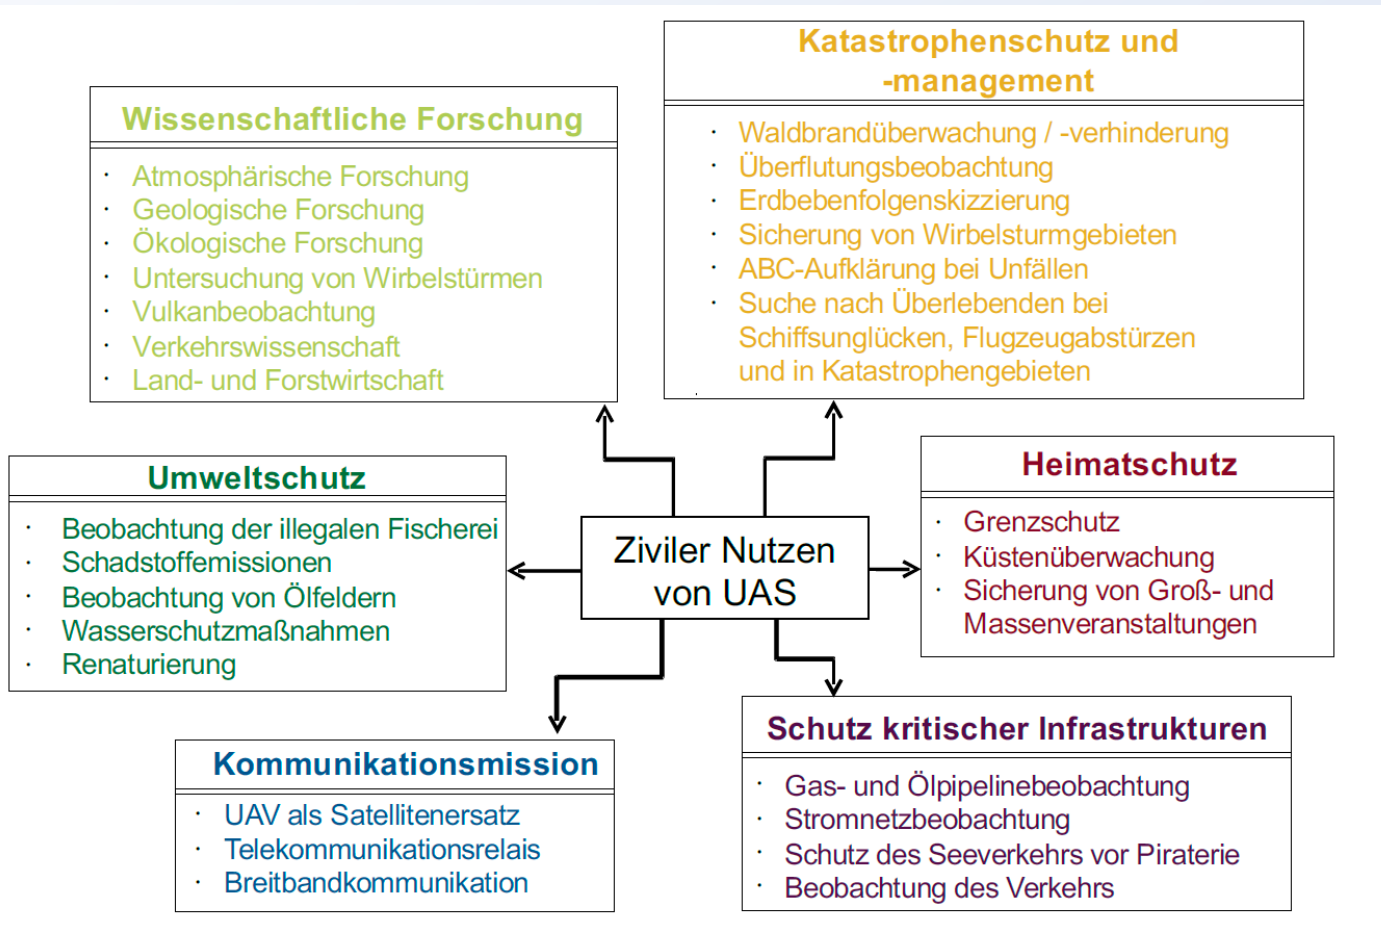 Wissenschaftliche Forschung
· Atmosphärische Forschung
· Geologische Forschung
· Ökologische Forschung
· Untersuchung von Wirbelstürmen
· Vulkanbeobachtung
· Verkehrswissenschaft
· Land- und Forstwirtschaft
Katastrophenschutz und
-management
· Waldbrandüberwachung / -verhinderung
· Überflutungsbeobachtung
· Erdbebenfolgenskizzierung
· Sicherung von Wirbelsturmgebieten
· ABC-Aufklärung bei Unfällen
· Suche nach Überlebenden bei
Schiffsunglücken, Flugzeugabstürzen
und in Katastrophengebieten
Umweltschutz
· Beobachtung der illegalen Fischerei
· Schadstoffemissionen
· Beobachtung von Ölfeldern
· Wasserschutzmaßnahmen
· Renaturierung
Ziviler Nutzen
von UAS
Heimatschutz
· Grenzschutz
· Küstenüberwachung
· Sicherung von Groß- und
Massenveranstaltungen
Kommunikationsmission
· UAV als Satellitenersatz
· Telekommunikationsrelais
· Breitbandkommunikation
Schutz kritischer Infrastrukturen
· Gas- und Ölpipelinebeobachtung
· Stromnetzbeobachtung
· Schutz des Seeverkehrs vor Piraterie
· Beobachtung des Verkehrs